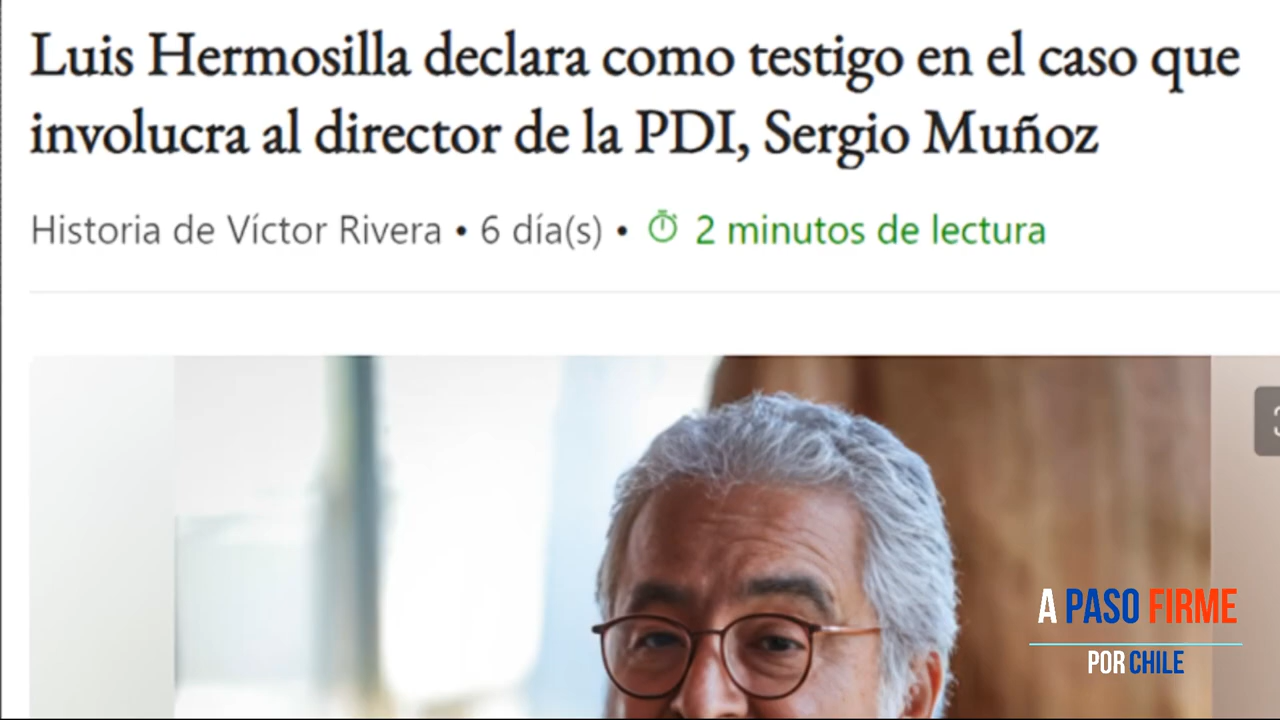 Luis Hermosilla declara como testigo en el caso que
involucra al director de la PDI, Sergio Muñoz
Historia de Víctor Rivera • 6 día(s) • 2 minutos de lectura
A PASO FIRME
POR CHILE